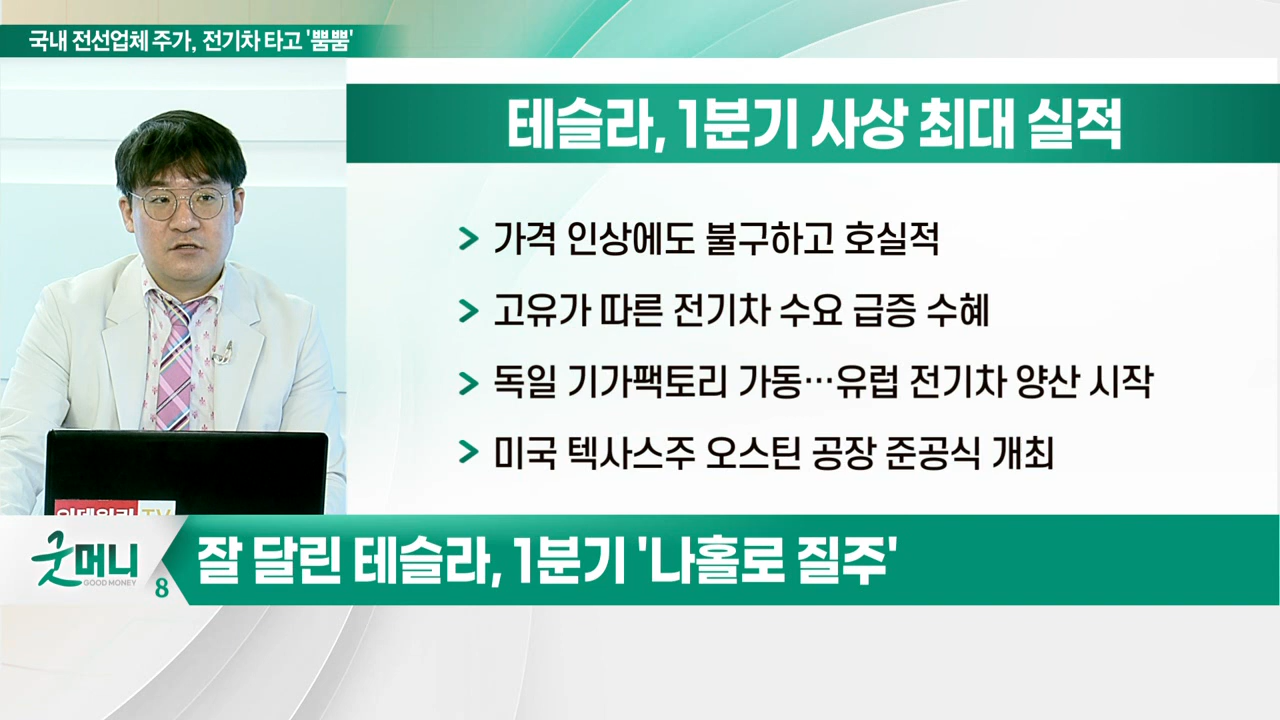 국내 전선업체 주가, 전기차 타고 '뿜뿜'
테슬라, 1분기 사상 최대 실적
> 가격 인상에도 불구하고 호실적
> 고유가 따른 전기차 수요 급증 수혜
> 독일 기가팩토리 가동…유럽 전기차 양산 시작
> 미국 텍사스주 오스틴 공장 준공식 개최
이데일리 TV
굿머니
GOOD MONEY
8
잘 달린 테슬라, 1분기 '나홀로 질주'